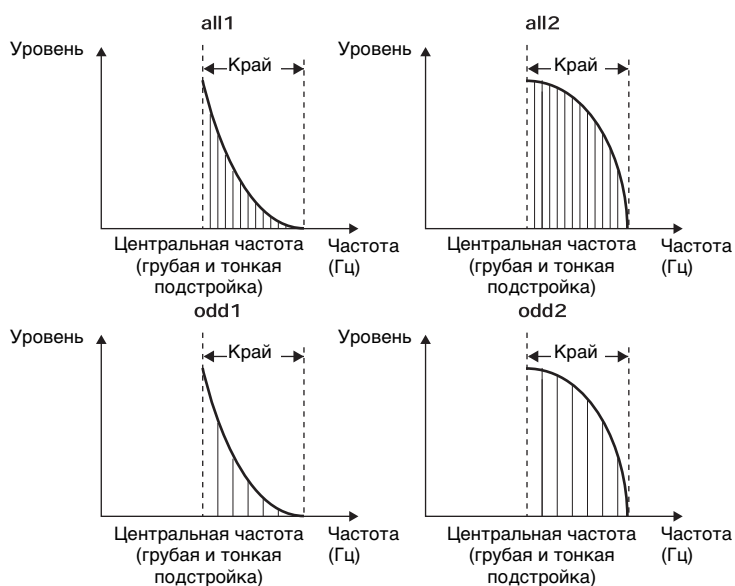 all1
Уровень
Край
Центральная частота
(грубая и тонкая
подстройка)
Частота
(Гц)
all2
Уровень
Край
Центральная частота
(грубая и тонкая
подстройка)
Частота
(Гц)
odd1
Уровень
Край
Центральная частота
(грубая и тонкая
подстройка)
Частота
(Гц)
odd2
Уровень
Край
Центральная частота
(грубая и тонкая
подстройка)
Частота
(Гц)